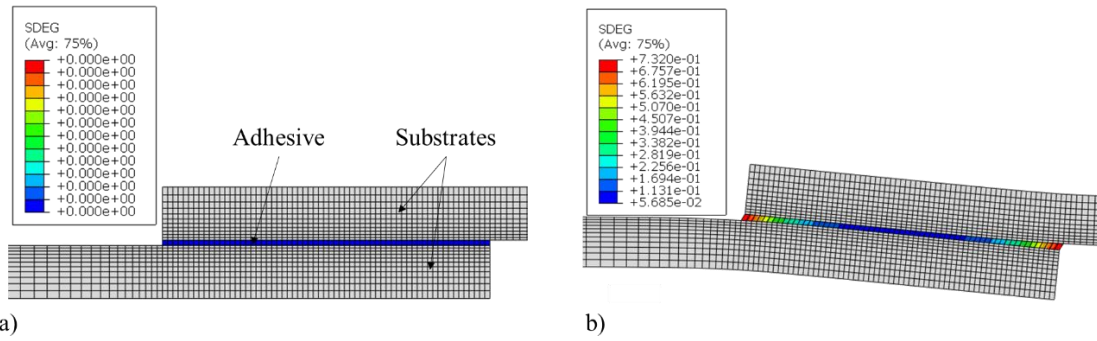 SDEG
(Avg: 75%)
+0.000e+00
+0.000e+00
+0.000e+00
+0.000e+00
+0.000e+00
+0.000e+00
+0.000e+00
+0.000e+00
+0.000e+00
+0.000e+00
+0.000e+00
+0.000e+00
+0.000e+00
Adhesive
Substrates
a)
SDEG
(Avg: 75%)
+7.320e-01
+6.757e-01
+6.195e-01
+5.632e-01
+5.070e-01
+4.507e-01
+3.944e-01
+3.382e-01
+2.819e-01
+2.256e-01
+1.694e-01
+1.131e-01
+5.685e-02
b)